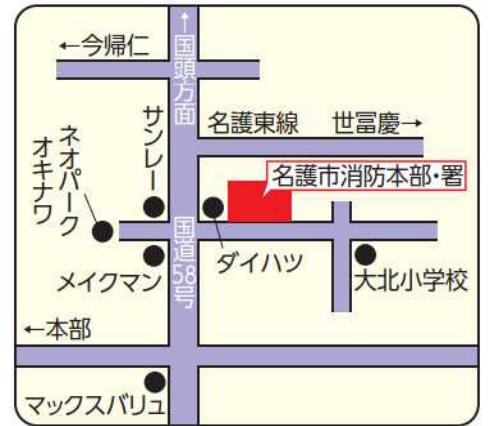 ←今帰仁
↑国頭方面
サンレー
名護東線
世冨慶→
ネオパーク
オキナワ
名護市消防本部・署
国道58号
ダイハツ
メイクマン
大北小学校
←本部
マックスバリュ